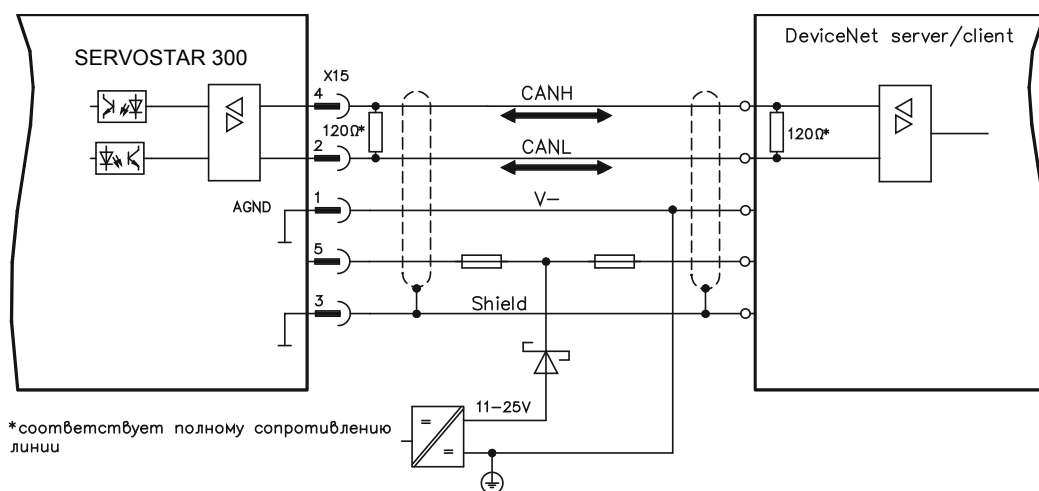 DeviceNet server/client
SERVOSTAR 300
X15
4
CANH
120Ω*
120Ω*
2
CANL
1
AGND
V–
5
3
Shield
11–25V
*соответствует полному сопротивлению
линии